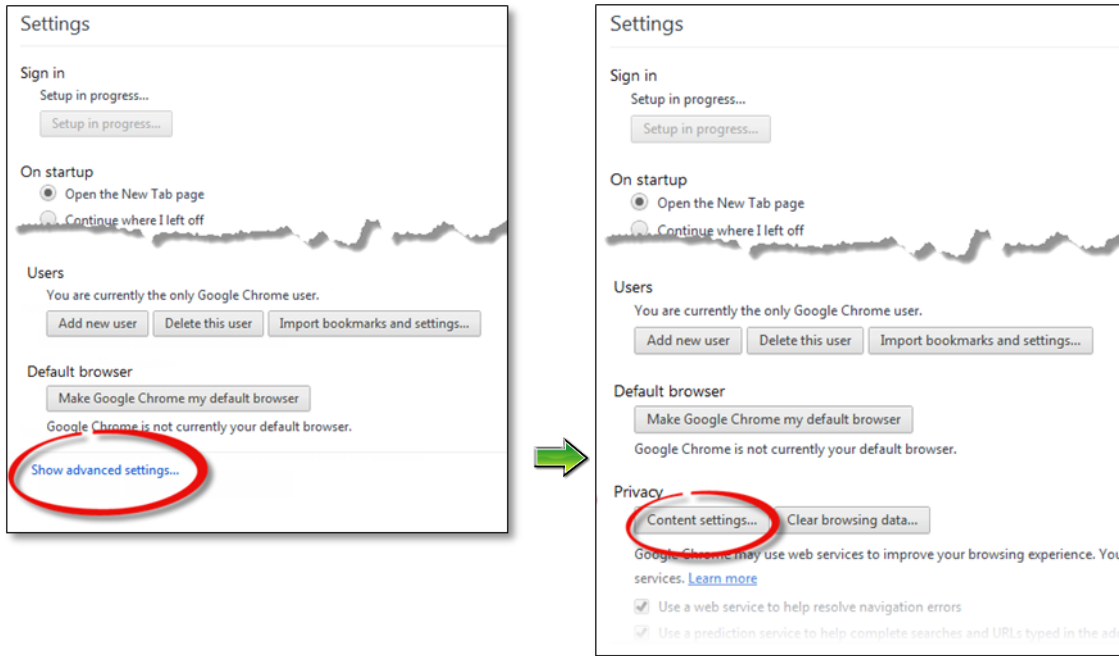 Settings
Sign in
Setup in progress...
Setup in progress...
On startup
Open the New Tab page
Continue where I left off
Users
You are currently the only Google Chrome user.
Add new user Delete this user Import bookmarks and settings...
Default browser
Make Google Chrome my default browser
Google Chrome is not currently your default browser.
Show advanced settings...
Settings
Sign in
Setup in progress...
Setup in progress...
On startup
Open the New Tab page
Continue where I left off
Users
You are currently the only Google Chrome user.
Add new user Delete this user Import bookmarks and settings...
Default browser
Make Google Chrome my default browser
Google Chrome is not currently your default browser.
Privacy
Content settings... Clear browsing data...
Google Chrome may use web services to improve your browsing experience. You
services. Learn more
Use a web service to help resolve navigation errors
Use a prediction service to help complete searches and URLs typed in the